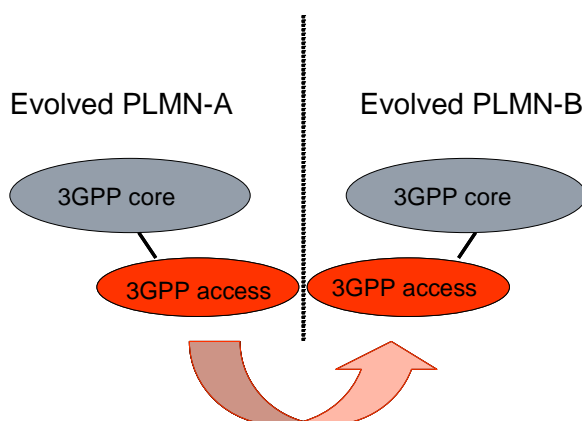 Evolved PLMN-A
Evolved PLMN-B
3GPP core
3GPP core
3GPP access
3GPP access